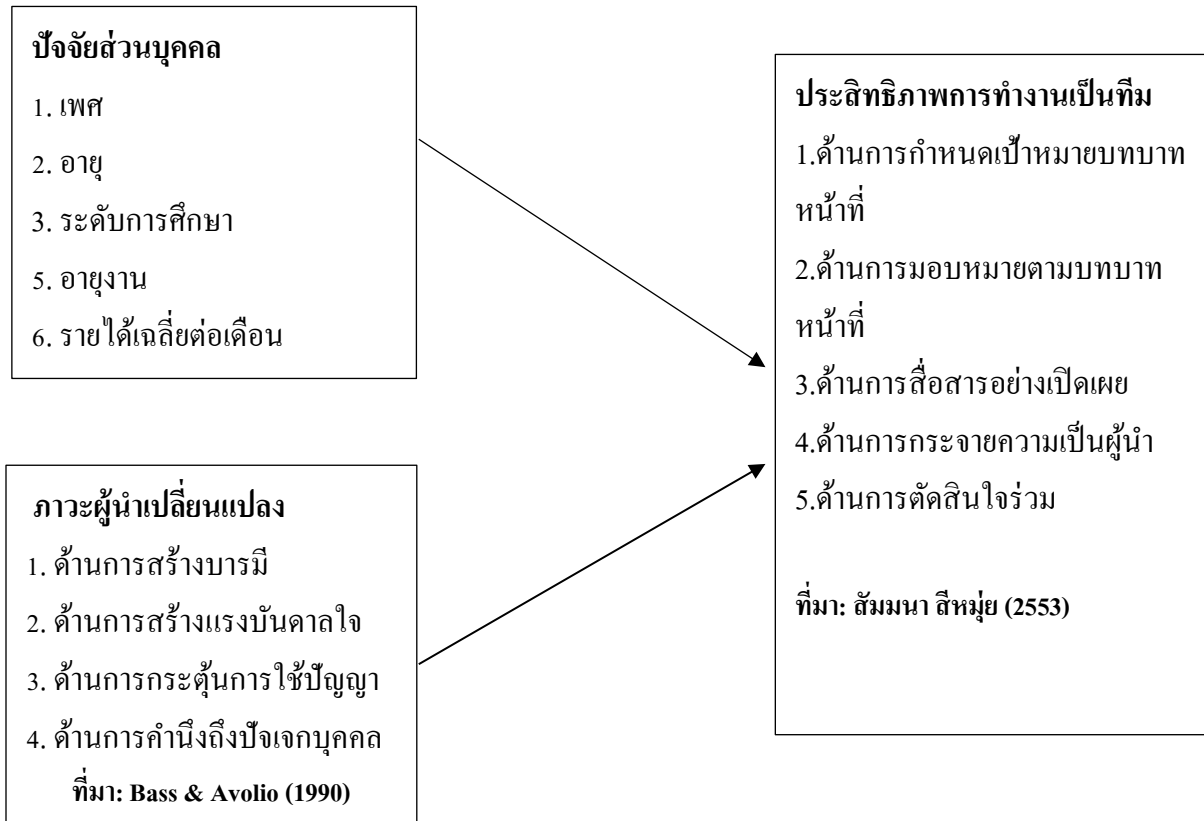 ปัจจัยส่วนบุคคล
1. เพศ
2. อายุ
3. ระดับการศึกษา
5. อายุงาน
6. รายได้เฉลี่ยต่อเดือน
ภาวะผู้นำเปลี่ยนแปลง
1. ด้านการสร้างบารมี
2. ด้านการสร้างแรงบันดาลใจ
3. ด้านการกระตุ้นการใช้ปัญญา
4. ด้านการคำนึงถึงปัจเจกบุคคล
ที่มา: Bass & Avolio (1990)
ประสิทธิภาพการทำงานเป็นทีม
1.ด้านการกำหนดเป้าหมายบทบาท
หน้าที่
2.ด้านการมอบหมายตามบทบาท
หน้าที่
3.ด้านการสื่อสารอย่างเปิดเผย
4.ด้านการกระจายความเป็นผู้นำ
5.ด้านการตัดสินใจร่วม
ที่มา: สัมมนา สีหมุ่ย (2553)